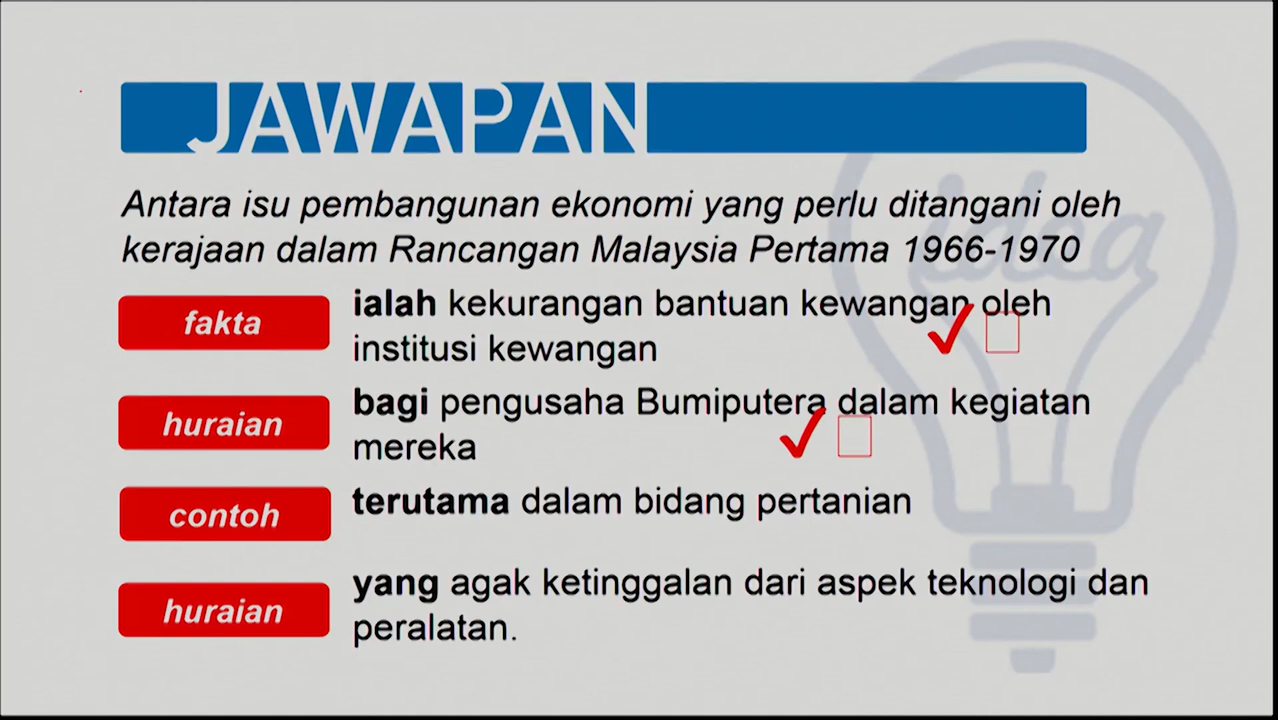 JAWAPAN
Antara isu pembangunan ekonomi yang perlu ditangani oleh
kerajaan dalam Rancangan Malaysia Pertama 1966-1970
fakta
ialah kekurangan bantuan kewangan oleh
institusi kewangan
huraian
bagi pengusaha Bumiputera dalam kegiatan
mereka
contoh
terutama dalam bidang pertanian
huraian
yang agak ketinggalan dari aspek teknologi dan
peralatan.
idea